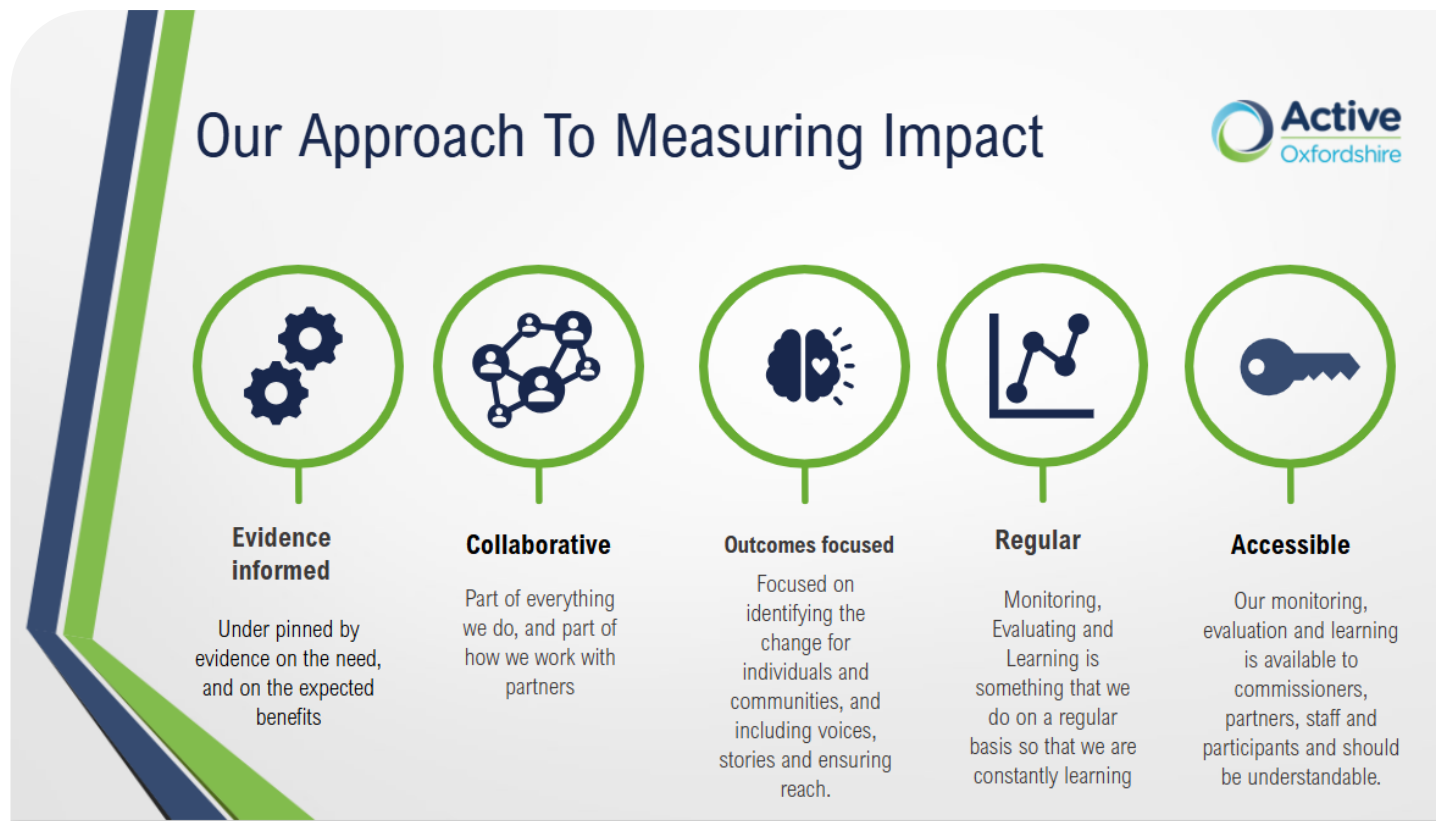 Our Approach To Measuring Impact
Active
Oxfordshire
Evidence
informed
Under pinned by
evidence on the need,
and on the expected
benefits
Collaborative
Part of everything
we do, and part of
how we work with
partners
Outcomes focused
Focused on
identifying the
change for
individuals and
communities, and
including voices,
stories and ensuring
reach.
Regular
Monitoring,
Evaluating and
Learning is
something that we
do on a regular
basis so that we are
constantly learning
Accessible
Our monitoring,
evaluation and learning
is available to
commissioners,
partners, staff and
participants and should
be understandable.